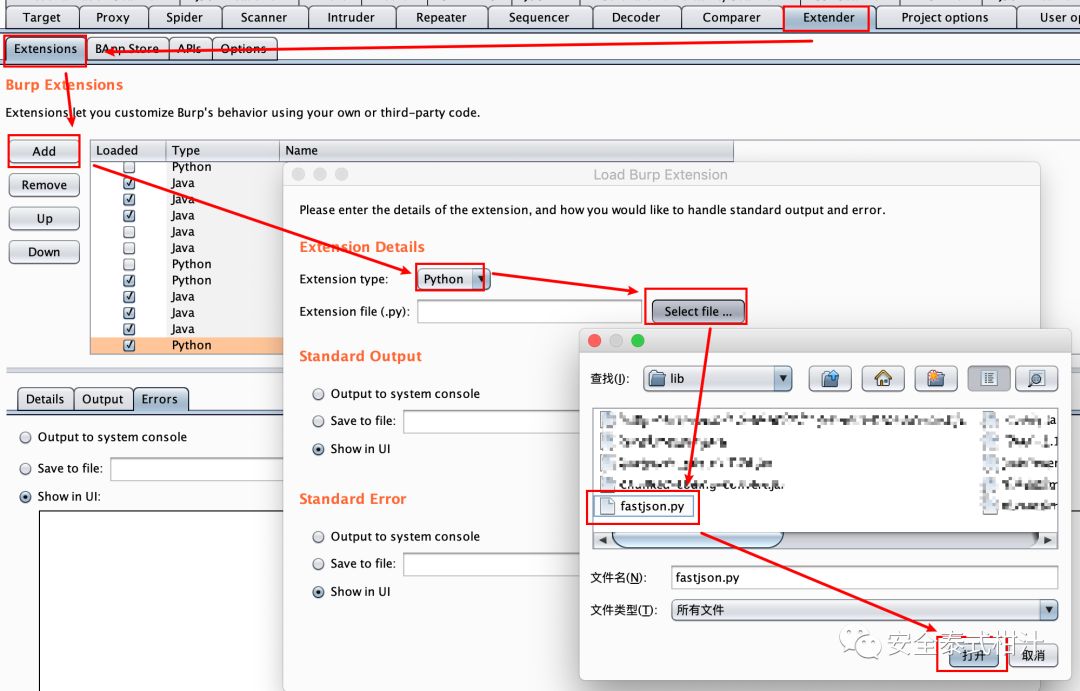 Target Proxy Spider Scanner Intruder Repeater Sequencer Decoder Comparer Extender Project options User op
Extensions BApp Store APIs Options
Burp Extensions
Extensions let you customize Burp's behavior using your own or third-party code.
Add
Remove
Up
Down
Loaded Type Name
Python
Java
Java
Java
Java
Java
Python
Python
Java
Java
Java
Python
Load Burp Extension
Please enter the details of the extension, and how you would like to handle standard output and error.
Extension Details
Extension type: Python
Extension file (.py): Select file ...
Standard Output
Output to system console
Save to file:
Show in UI
Standard Error
Output to system console
Save to file:
Show in UI
Details Output Errors
Output to system console
Save to file:
Show in UI:
查找(I): lib
fastjson.py
文件名(N): fastjson.py
文件类型(T): 所有文件
打开 取消
安全泰式柑汁